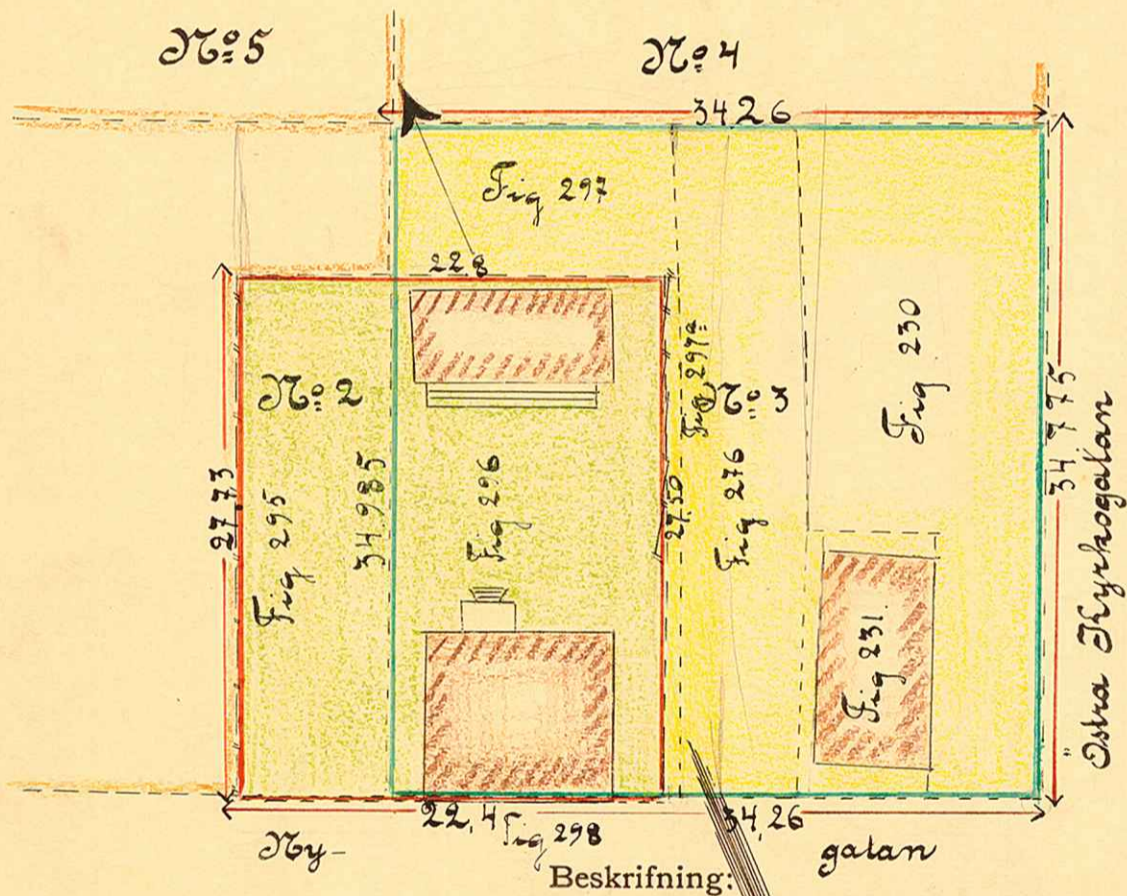 No 5
No 4
34 26
Fig 297
22,8
Fig 297a
Fig 230
No 2
No 3
34 775
Östra Kyrkogatan
27 73
Fig 295
34 985
Fig 296
27,50
Fig 276
Fig 231.
22,4
Fig 298
34,26
Ny-
gatan
Beskrifning: